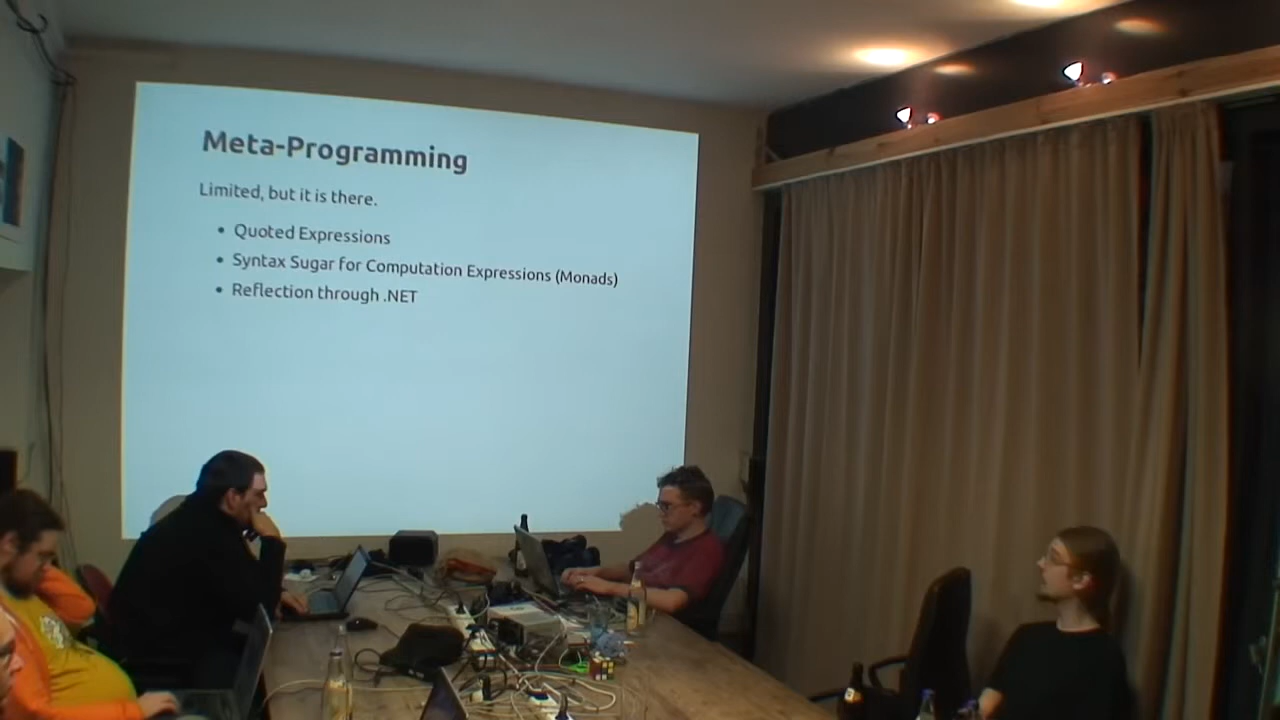 Meta-Programming
Limited, but it is there.
• Quoted Expressions
• Syntax Sugar for Computation Expressions (Monads)
• Reflection through .NET